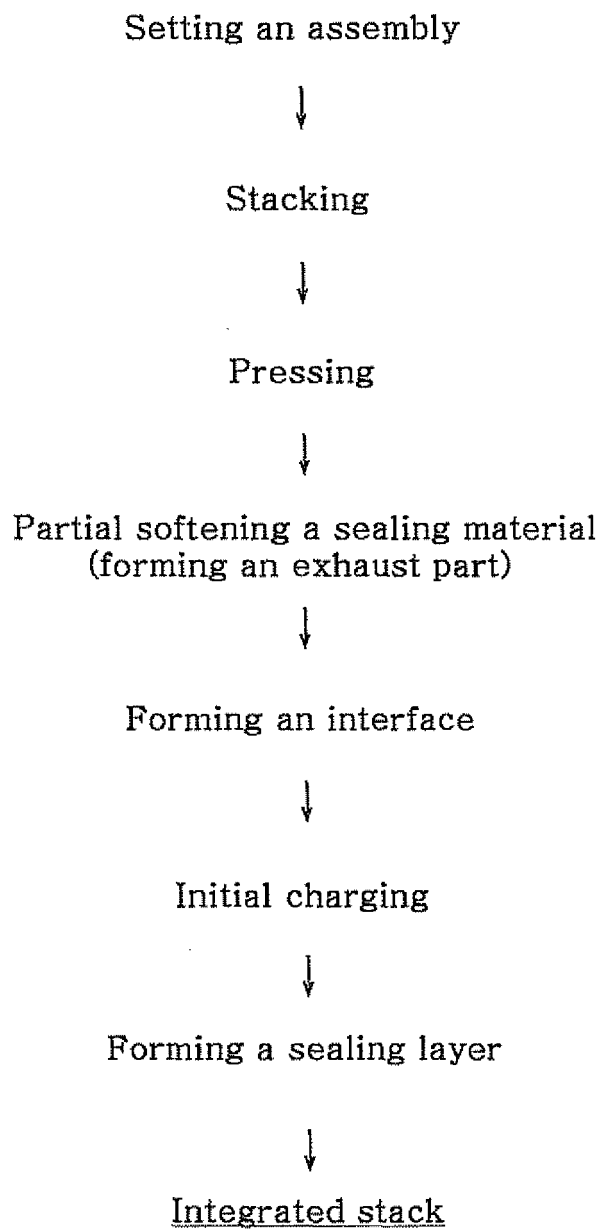 Setting an assembly
↓
Stacking
↓
Pressing
↓
Partial softening a sealing material
(forming an exhaust part)
↓
Forming an interface
↓
Initial charging
↓
Forming a sealing layer
↓
Integrated stack